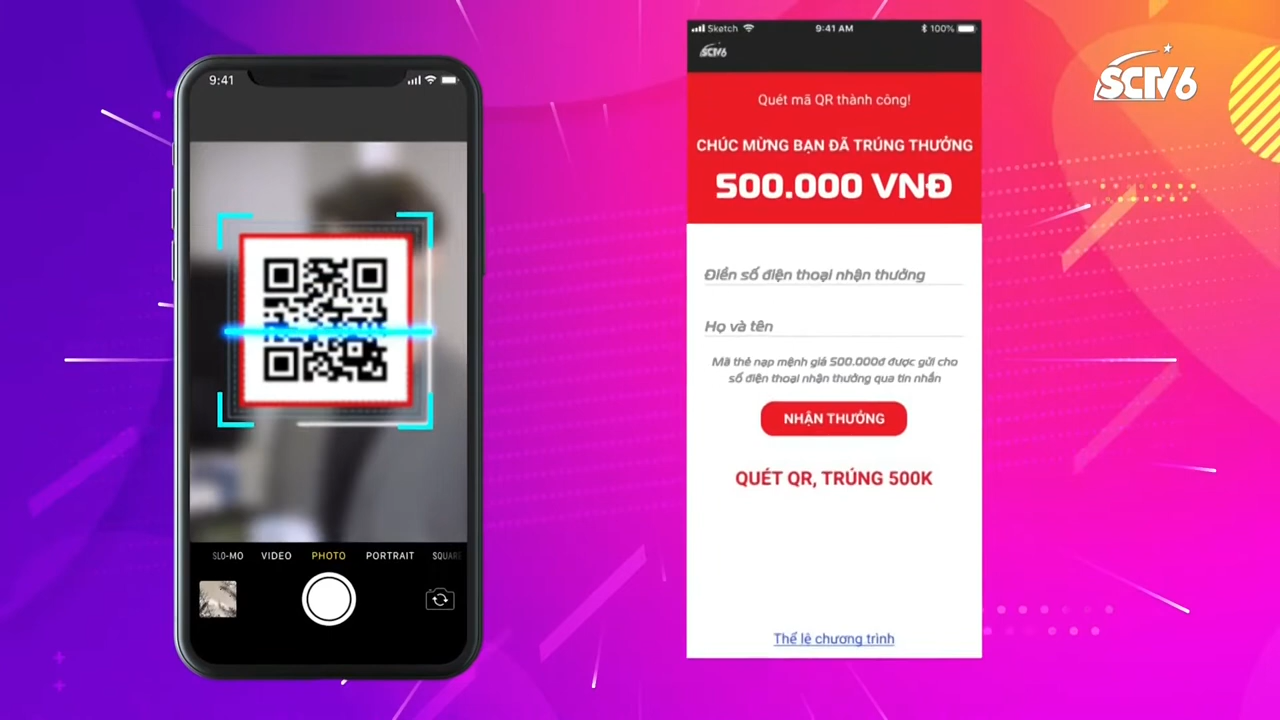 9:41
SLO-MO VIDEO PHOTO PORTRAIT SQUAR
Sketch 9:41 AM 100%
SCTV6
Quét mã QR thành công!
CHÚC MỪNG BẠN ĐÃ TRÚNG THƯỞNG
500.000 VNĐ
Điền số điện thoại nhận thưởng
Họ và tên
Mã thẻ nạp mệnh giá 500.000đ được gửi cho
số điện thoại nhận thưởng qua tin nhắn
NHẬN THƯỞNG
QUÉT QR, TRÚNG 500K
Thể lệ chương trình
SCTV6